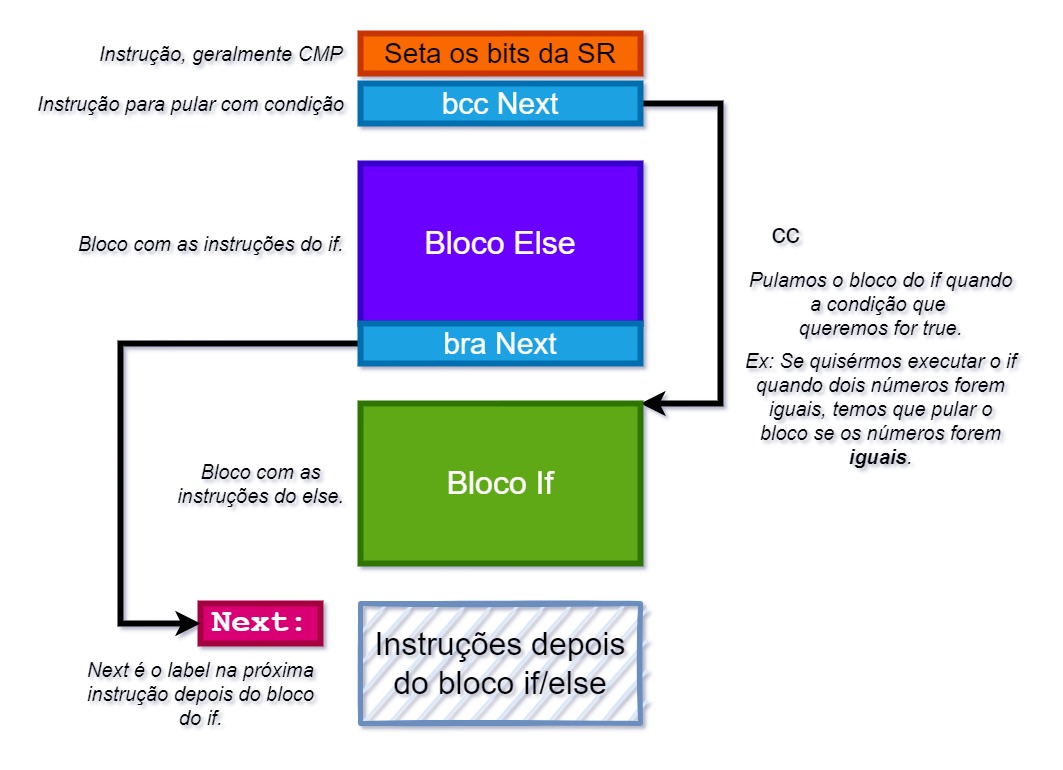 Instrução, geralmente CMP
Seta os bits da SR
Instrução para pular com condição
bcc Next
Bloco com as instruções do if.
Bloco Else
bra Next
cc
Pulamos o bloco do if quando
a condição que
queremos for true.
Ex: Se quisérmos executar o if
quando dois números forem
iguais, temos que pular o
bloco se os números forem
iguais.
Bloco com as
instruções do else.
Bloco If
Next:
Next é o label na próxima
instrução depois do bloco
do if.
Instruções depois
do bloco if/else